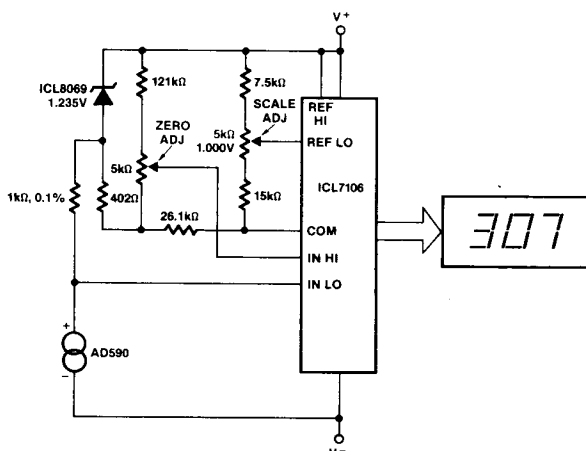 V+
ICL8069
1.235V
121kΩ
7.5kΩ
REF
HI
SCALE
ADJ
ZERO
ADJ
5kΩ
1.000V
REF LO
5kΩ
ICL7106
1kΩ, 0.1%
402Ω
15kΩ
26.1kΩ
COM
IN HI
IN LO
307
+
AD590
−
V−